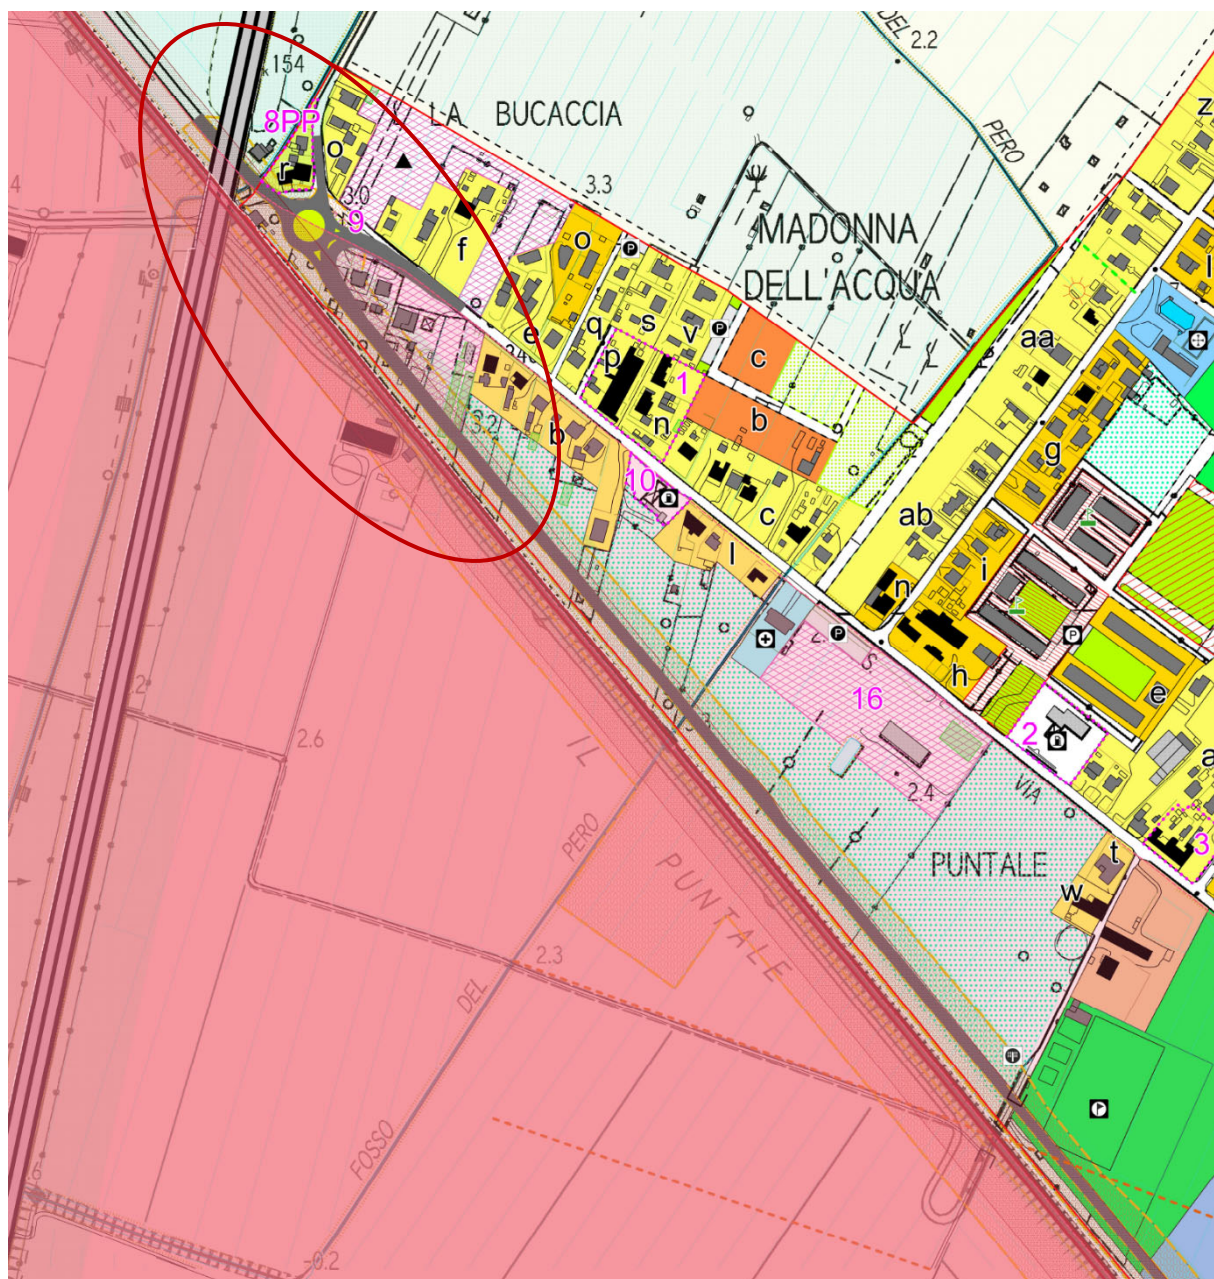 DEL
2.2
154
z
8PP
LA BUCACCIA
o
PERO
r
4
3.0
3.3
9
MADONNA
DELL'ACQUA
o
f
l
q
s
v
e
aa
p
1
c
b
n
b
g
3.2
10
c
ab
l
i
n
h
16
e
2
2
2.6
2.4
VIA
a
IL
PERO
PUNTALE
PUNTALE
3
t
w
2.3
DEL
FOSSO
-0.2